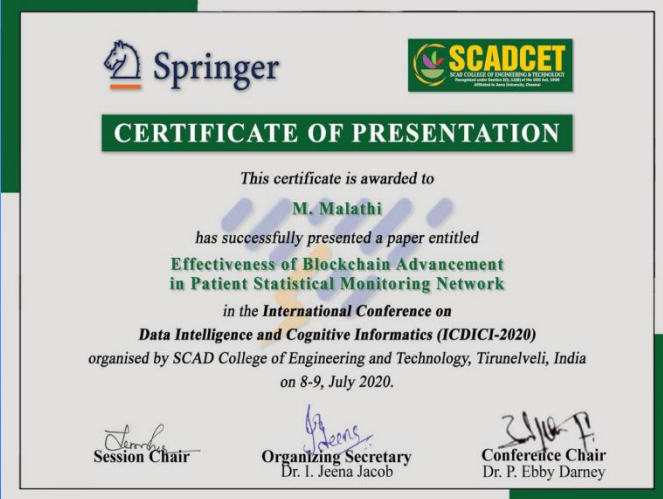 Springer
SCADCET
SCAD COLLEGE OF ENGINEERING & TECHNOLOGY
CERTIFICATE OF PRESENTATION
This certificate is awarded to
M. Malathi
has successfully presented a paper entitled
Effectiveness of Blockchain Advancement
in Patient Statistical Monitoring Network
in the International Conference on
Data Intelligence and Cognitive Informatics (ICDICI-2020)
organised by SCAD College of Engineering and Technology, Tirunelveli, India
on 8-9, July 2020.
Session Chair
Organizing Secretary
Dr. I. Jeena Jacob
Conference Chair
Dr. P. Ebby Darney